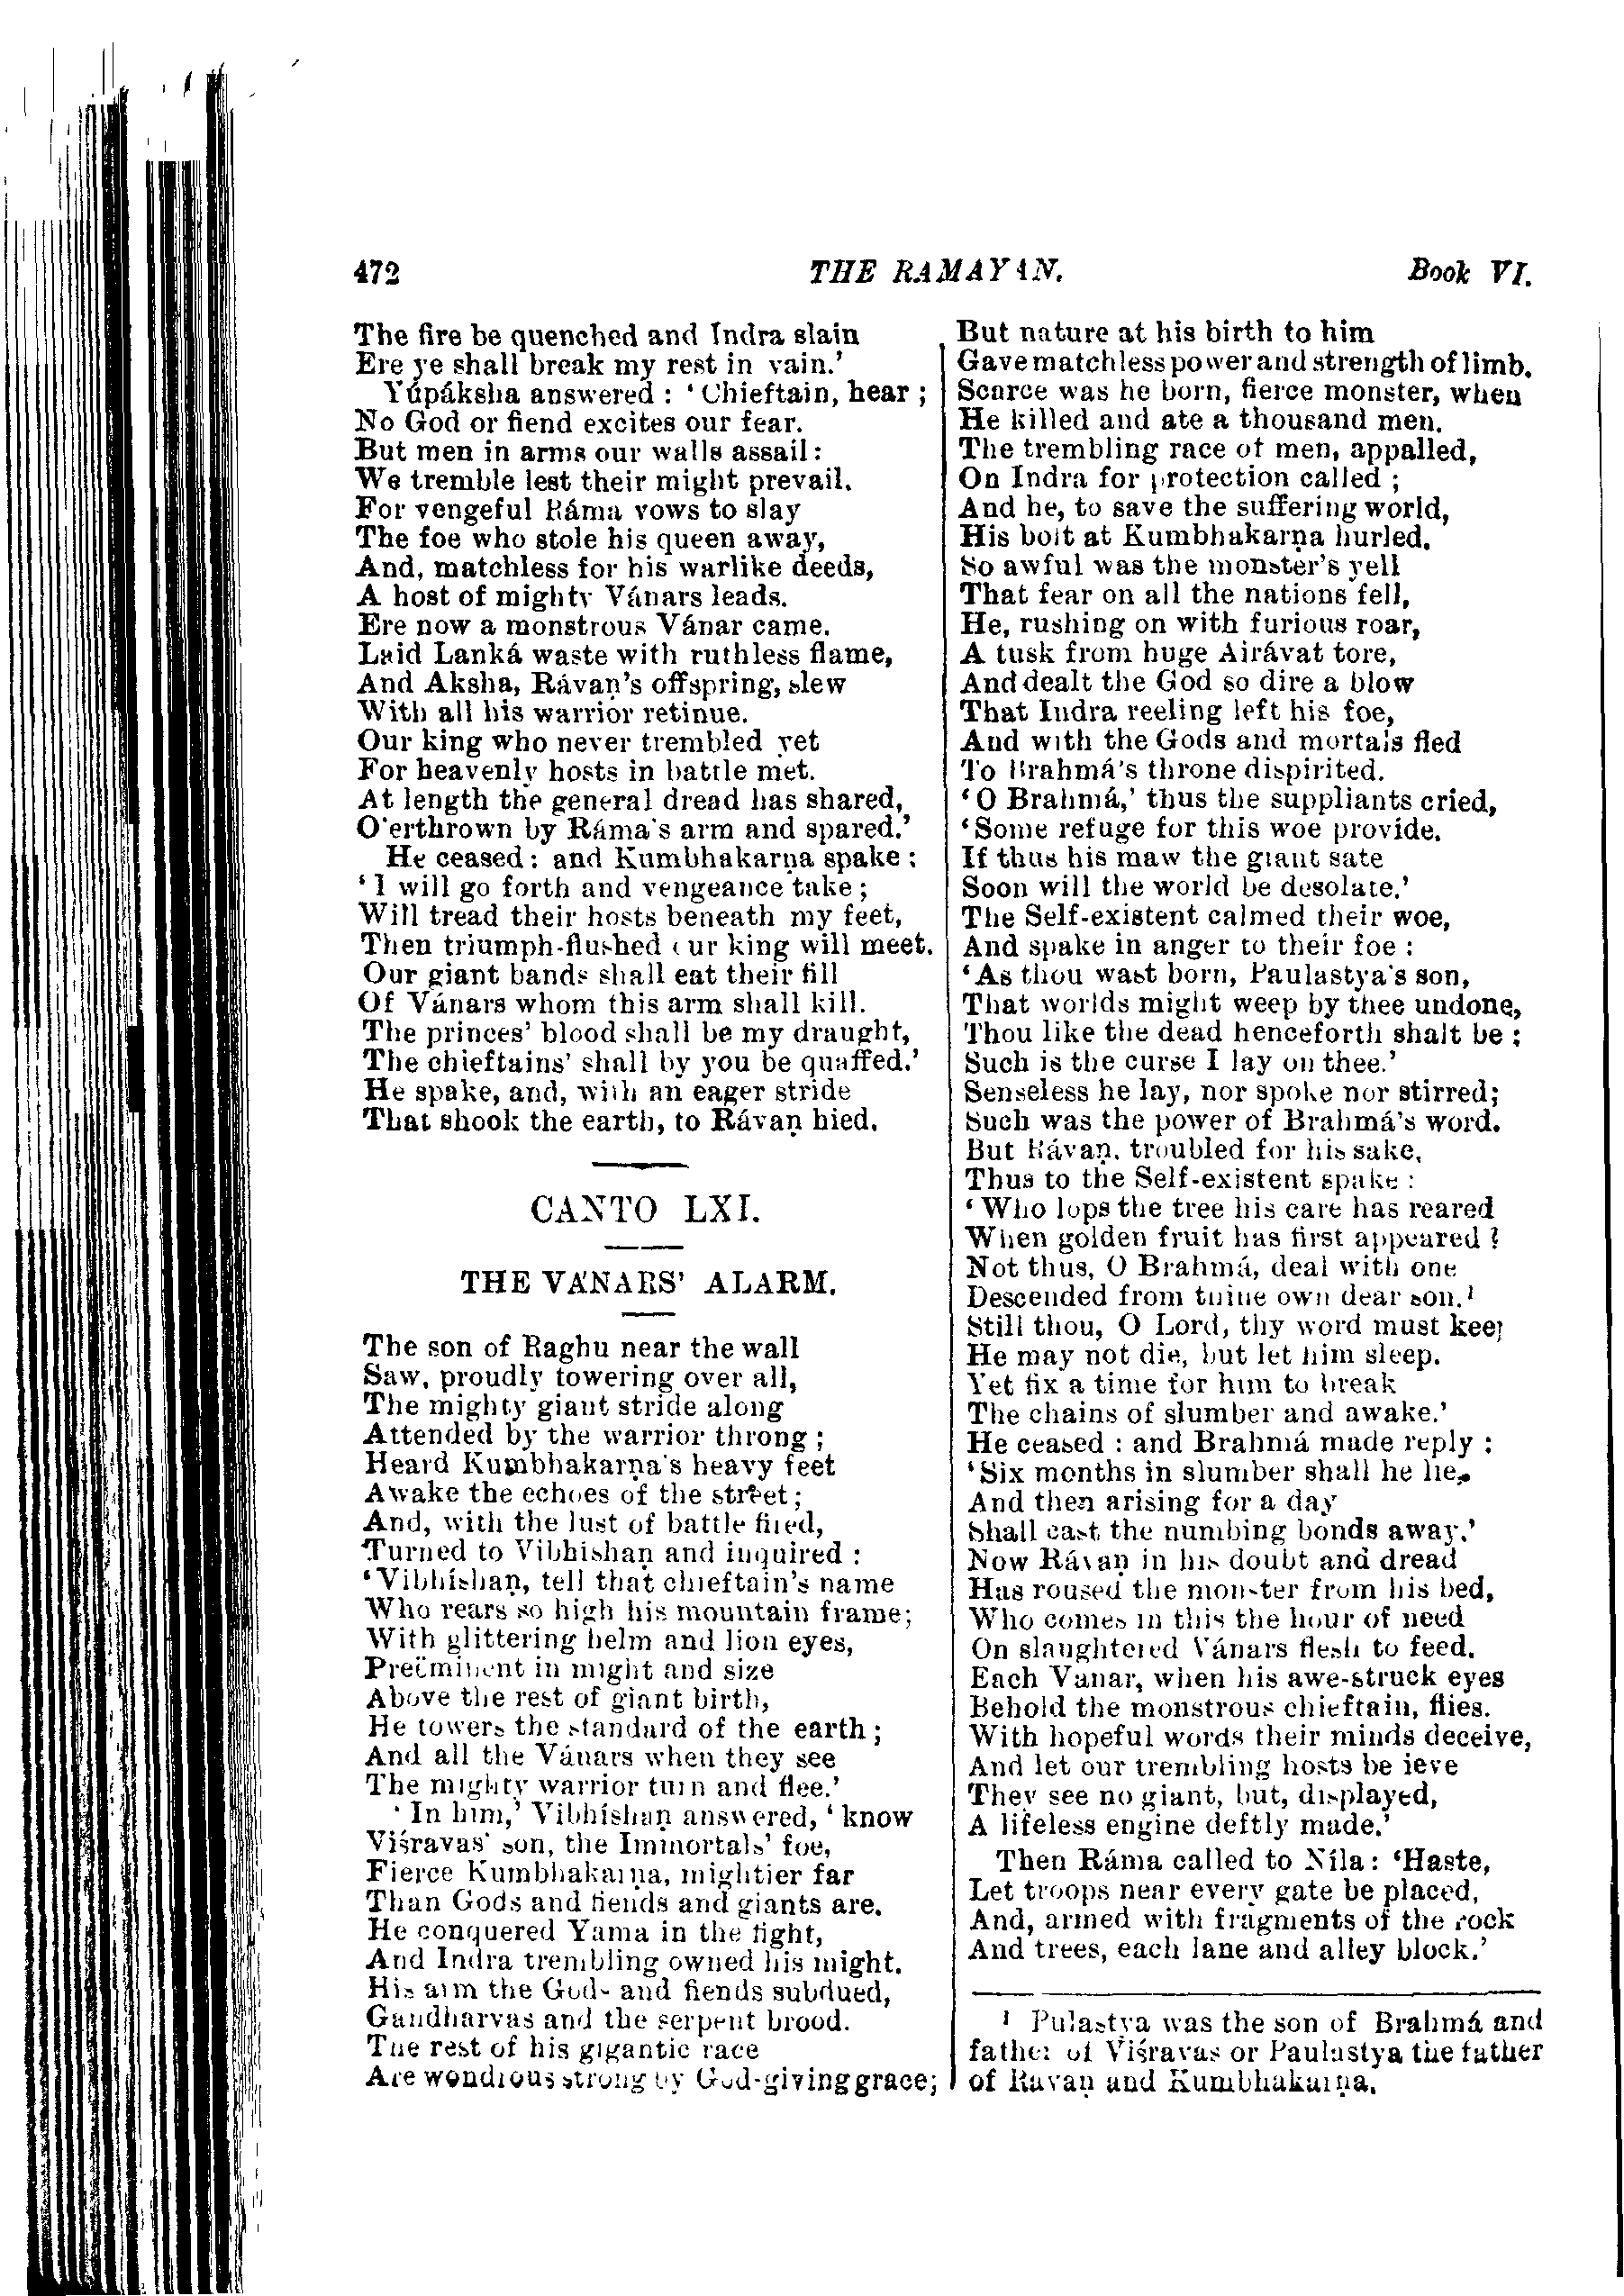 472 THE RAMAYAN. Book VI.
The fire be quenched and Indra slain
Ere ye shall break my rest in vain.'
Yúpáksha answered : ' Chieftain, hear ;
No God or fiend excites our fear.
But men in arms our walls assail:
We tremble lest their might prevail.
For vengeful Ráma vows to slay
The foe who stole his queen away,
And, matchless for his warlike deeds,
A host of mighty Vánars leads.
Ere now a monstrous Vánar came.
Laid Lanká waste with ruthless flame,
And Aksha, Rávaṇ's offspring, slew
With all his warrior retinue.
Our king who never trembled yet
For heavenly hosts in battle met.
At length the general dread has shared,
O'erthrown by Ráma's arm and spared.'
He ceased: and Kumbhakarṇa spake ;
' I will go forth and vengeance take ;
Will tread their hosts beneath my feet,
Then triumph-flushed our king will meet.
Our giant bands shall eat their fill
Of Vánars whom this arm shall kill.
The princes' blood shall be my draught,
The chieftains' shall by you be quaffed.'
He spake, and, with an eager stride
That shook the earth, to Rávaṇ hied.
CANTO LXI.
THE VÁNARS' ALARM.
The son of Raghu near the wall
Saw, proudly towering over all,
The mighty giant stride along
Attended by the warrior throng ;
Heard Kumbhakarṇa's heavy feet
Awake the echoes of the street ;
And, with the lust of battle fired,
Turned to Vibhishaṇ and inquired :
' Vibhíshaṇ, tell that chieftain's name
Who rears so high his mountain frame;
With glittering helm and lion eyes,
Preëminent in might and size
Above the rest of giant birth,
He towers the standard of the earth ;
And all the Vánars when they see
The mighty warrior turn and flee.'
' In him,' Vibhíshaṇ answered, ' know
Viśravas' son, the Immortals' foe,
Fierce Kumbhakarṇa, mightier far
Than Gods and fiends and giants are.
He conquered Yama in the fight,
And Indra trembling owned his might.
His arm the Gods and fiends subdued,
Gandharvas and the serpent brood.
The rest of his gigantic race
Are wondrous strong by God-giving grace;
But nature at his birth to him
Gave matchless power and strength of limb.
Scarce was he born, fierce monster, when
He killed and ate a thousand men.
The trembling race of men, appalled,
On Indra for protection called ;
And he, to save the suffering world,
His bolt at Kumbhakarṇa hurled.
So awful was the monster's yell
That fear on all the nations fell,
He, rushing on with furious roar,
A tusk from huge Airávat tore,
And dealt the God so dire a blow
That Indra reeling left his foe,
And with the Gods and mortals fled
To Brahmá's throne dispirited.
' O Brahmá,' thus the suppliants cried,
' Some refuge for this woe provide.
If thus his maw the giant sate
Soon will the world be desolate.'
The Self-existent calmed their woe,
And spake in anger to their foe :
' As thou wast born, Paulastya's son,
That worlds might weep by thee undone,
Thou like the dead henceforth shalt be ;
Such is the curse I lay on thee.'
Senseless he lay, nor spoke nor stirred;
Such was the power of Brahmá's word.
But Rávaṇ, troubled for his sake,
Thus to the Self-existent spake :
' Who lops the tree his care has reared
When golden fruit has first appeared ?
Not thus, O Brahmá, deal with one
Descended from thine own dear son.¹
Still thou, O Lord, thy word must keep
He may not die, but let him sleep.
Yet fix a time for him to break
The chains of slumber and awake.'
He ceased : and Brahmá made reply :
' Six months in slumber shall he lie,
And then arising for a day
Shall cast the numbing bonds away.'
Now Rávaṇ in his doubt and dread
Has roused the monster from his bed,
Who comes in this the hour of need
On slaughtered Vánars flesh to feed.
Each Vanar, when his awe-struck eyes
Behold the monstrous chieftain, flies.
With hopeful words their minds deceive,
And let our trembling hosts be ieve
They see no giant, but, displayed,
A lifeless engine deftly made.'
Then Ráma called to Níla: 'Haste,
Let troops near every gate be placed,
And, armed with fragments of the rock
And trees, each lane and alley block.'
¹ Pulastya was the son of Brahmá and
father of Viśravas or Paulastya the father
of Rávaṇ and Kumbhakarṇa.